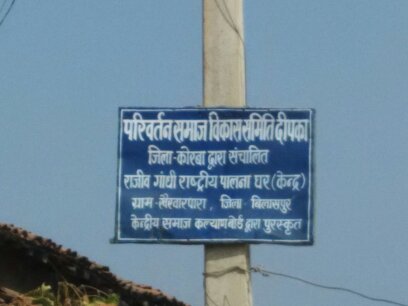 परिवर्तन समाज विकास समिति दीपका
जिला-कोरबा द्वारा संचालित
राजीव गांधी राष्ट्रीय पालना घर (केन्द्र)
ग्राम-खैरवारपारा, जिला-बिलासपुर
केन्द्रीय समाज कल्याण बोर्ड द्वारा पुरस्कृत